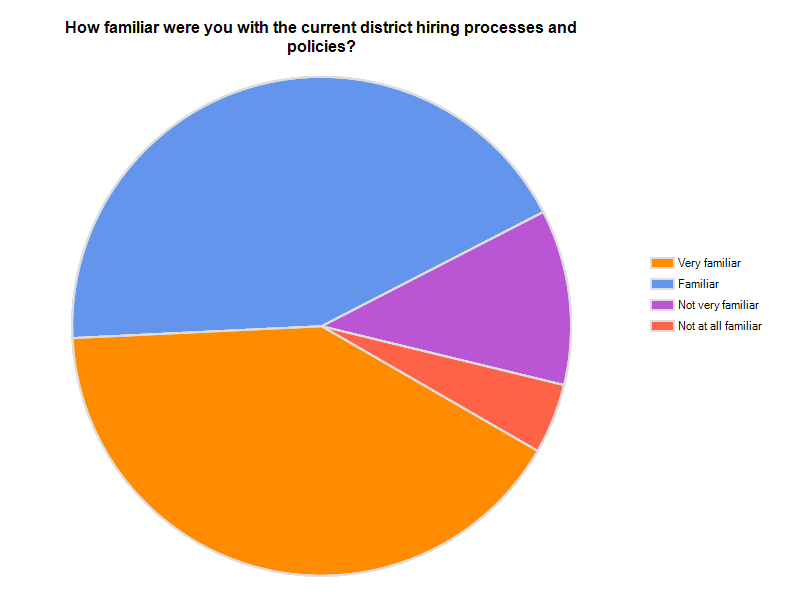 How familiar were you with the current district hiring processes and
policies?
Very familiar
Familiar
Not very familiar
Not at all familiar